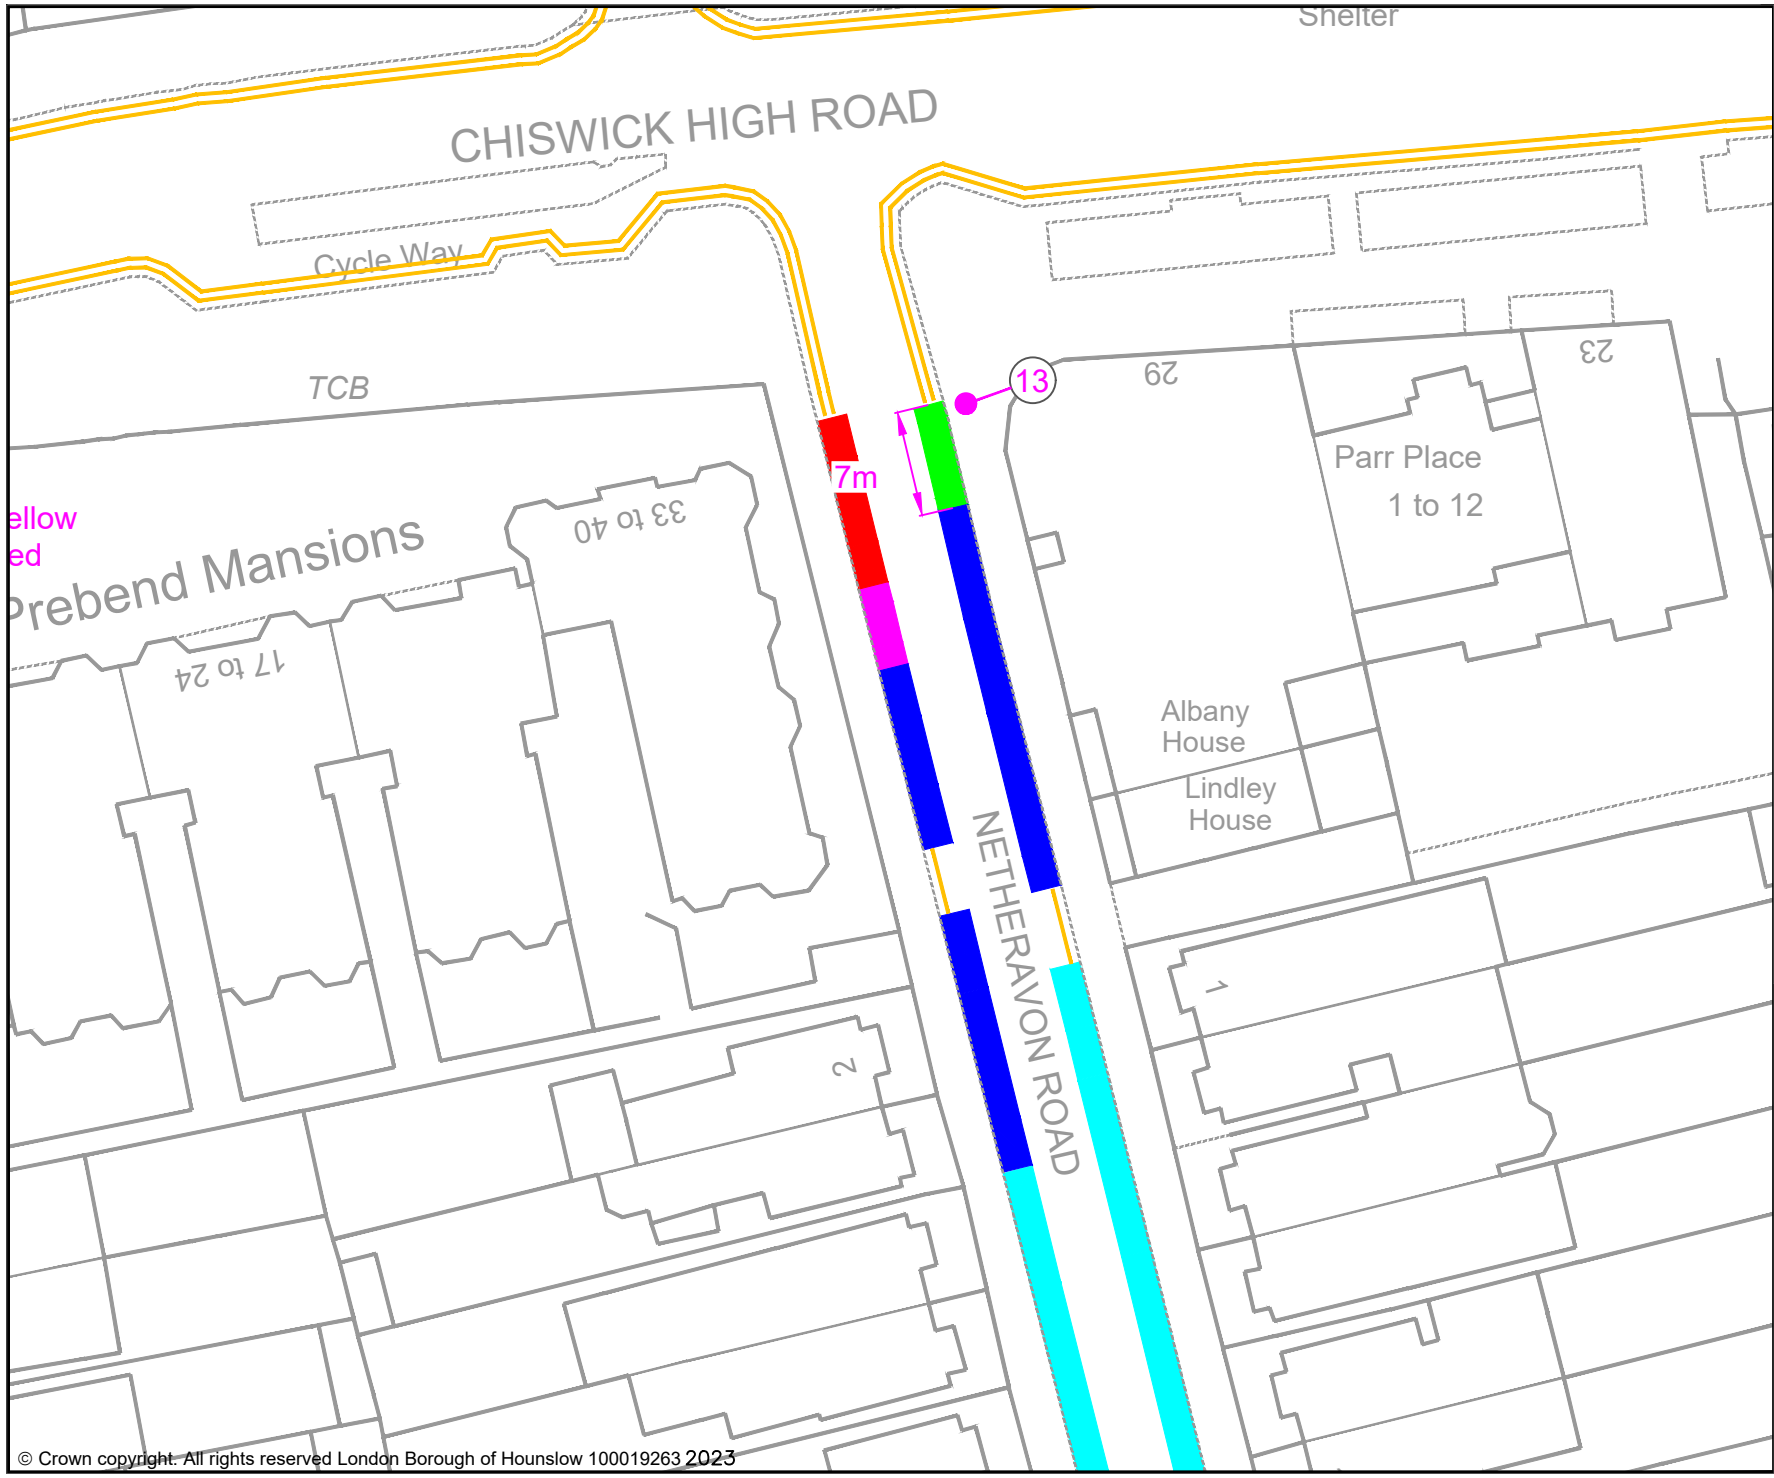 Shelter
CHISWICK HIGH ROAD
Cycle Way
TCB
13
29
23
7m
Parr Place
1 to 12
ellow
ed
Prebend Mansions
33 to 40
17 to 24
Albany
House
Lindley
House
NETHERAVON ROAD
1
2
© Crown copyright. All rights reserved London Borough of Hounslow 100019263 2023